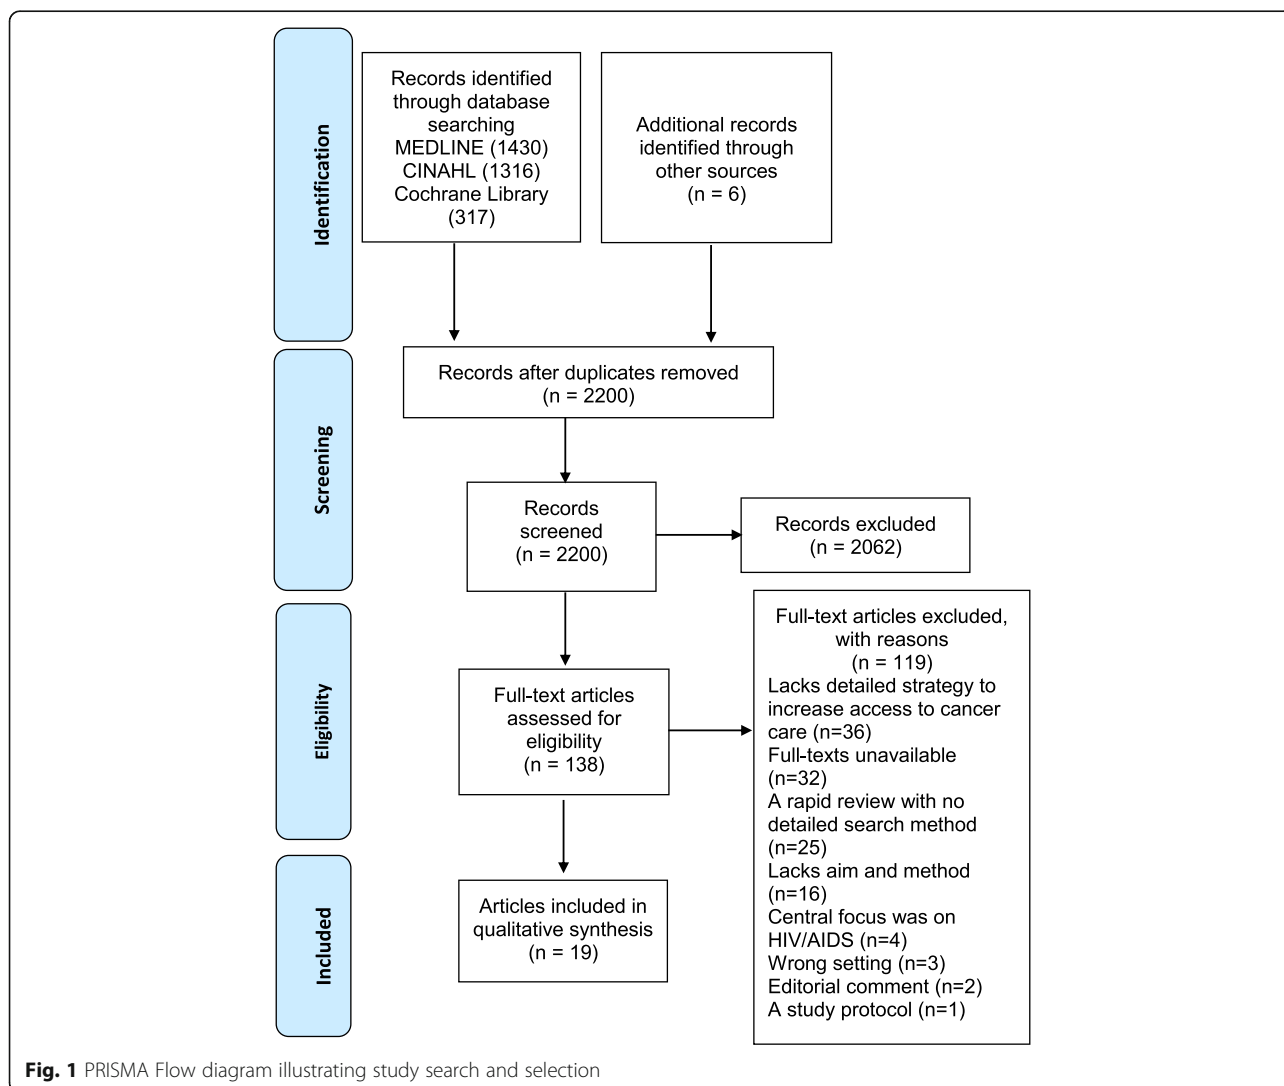 Identification
Records identified
through database
searching
MEDLINE (1430)
CINAHL (1316)
Cochrane Library
(317)
Additional records
identified through
other sources
(n = 6)
Screening
Records after duplicates removed
(n = 2200)
Records
screened
(n = 2200)
Records excluded
(n = 2062)
Eligibility
Full-text articles
assessed for
eligibility
(n = 138)
Full-text articles excluded,
with reasons
(n = 119)
Lacks detailed strategy to
increase access to cancer
care (n=36)
Full-texts unavailable
(n=32)
A rapid review with no
detailed search method
(n=25)
Lacks aim and method
(n=16)
Central focus was on
HIV/AIDS (n=4)
Wrong setting (n=3)
Editorial comment (n=2)
A study protocol (n=1)
Included
Articles included in
qualitative synthesis
(n = 19)
Fig. 1 PRISMA Flow diagram illustrating study search and selection